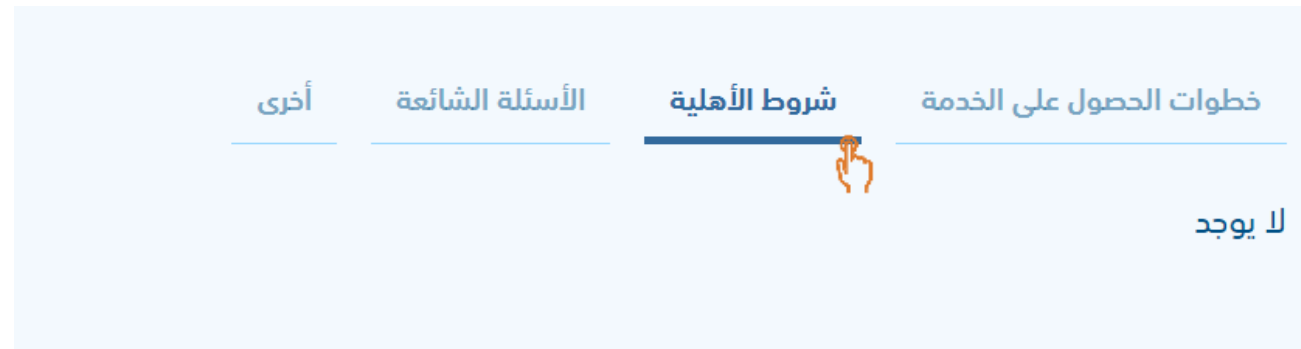 خطوات الحصول على الخدمة شروط الأهلية الأسئلة الشائعة أخرى
لا يوجد